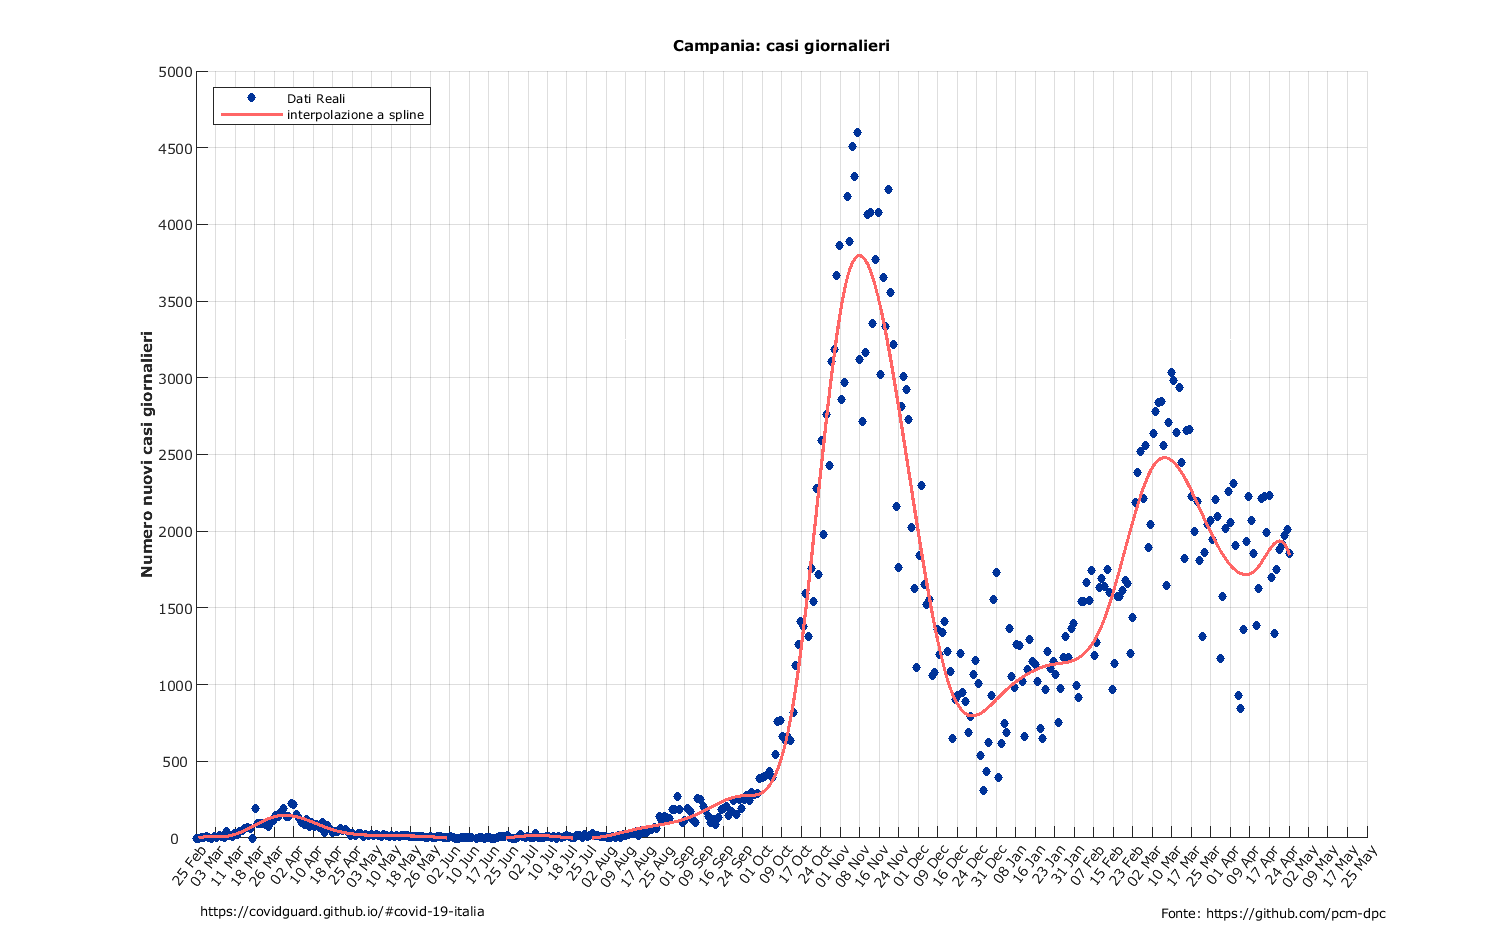 Campania: casi giornalieri
Dati Reali
interpolazione a spline
Numero nuovi casi giornalieri
5000
4500
4000
3500
3000
2500
2000
1500
1000
500
0
25 Feb
03 Mar
11 Mar
18 Mar
26 Mar
02 Apr
10 Apr
18 Apr
25 Apr
03 May
10 May
18 May
26 May
02 Jun
10 Jun
17 Jun
25 Jun
02 Jul
10 Jul
18 Jul
25 Jul
02 Aug
09 Aug
17 Aug
25 Aug
01 Sep
09 Sep
16 Sep
24 Sep
01 Oct
09 Oct
17 Oct
24 Oct
01 Nov
08 Nov
16 Nov
24 Nov
01 Dec
09 Dec
16 Dec
24 Dec
31 Dec
08 Jan
16 Jan
23 Jan
31 Jan
07 Feb
15 Feb
23 Feb
02 Mar
10 Mar
17 Mar
25 Mar
01 Apr
09 Apr
17 Apr
24 Apr
02 May
09 May
17 May
25 May
https://covidguard.github.io/#covid-19-italia
Fonte: https://github.com/pcm-dpc